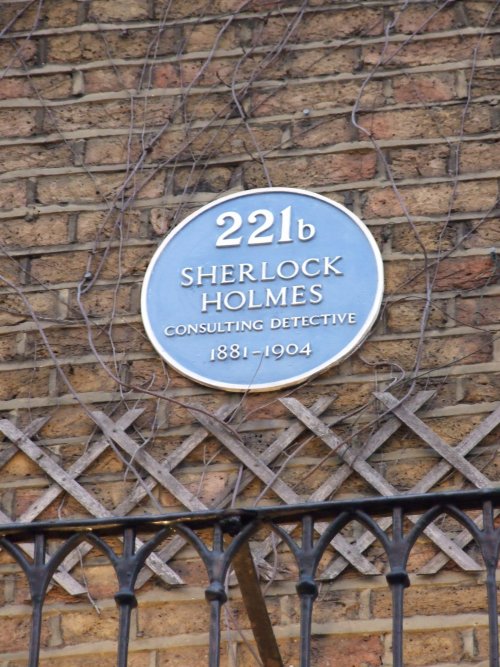 221b
SHERLOCK
HOLMES
CONSULTING DETECTIVE
1881-1904